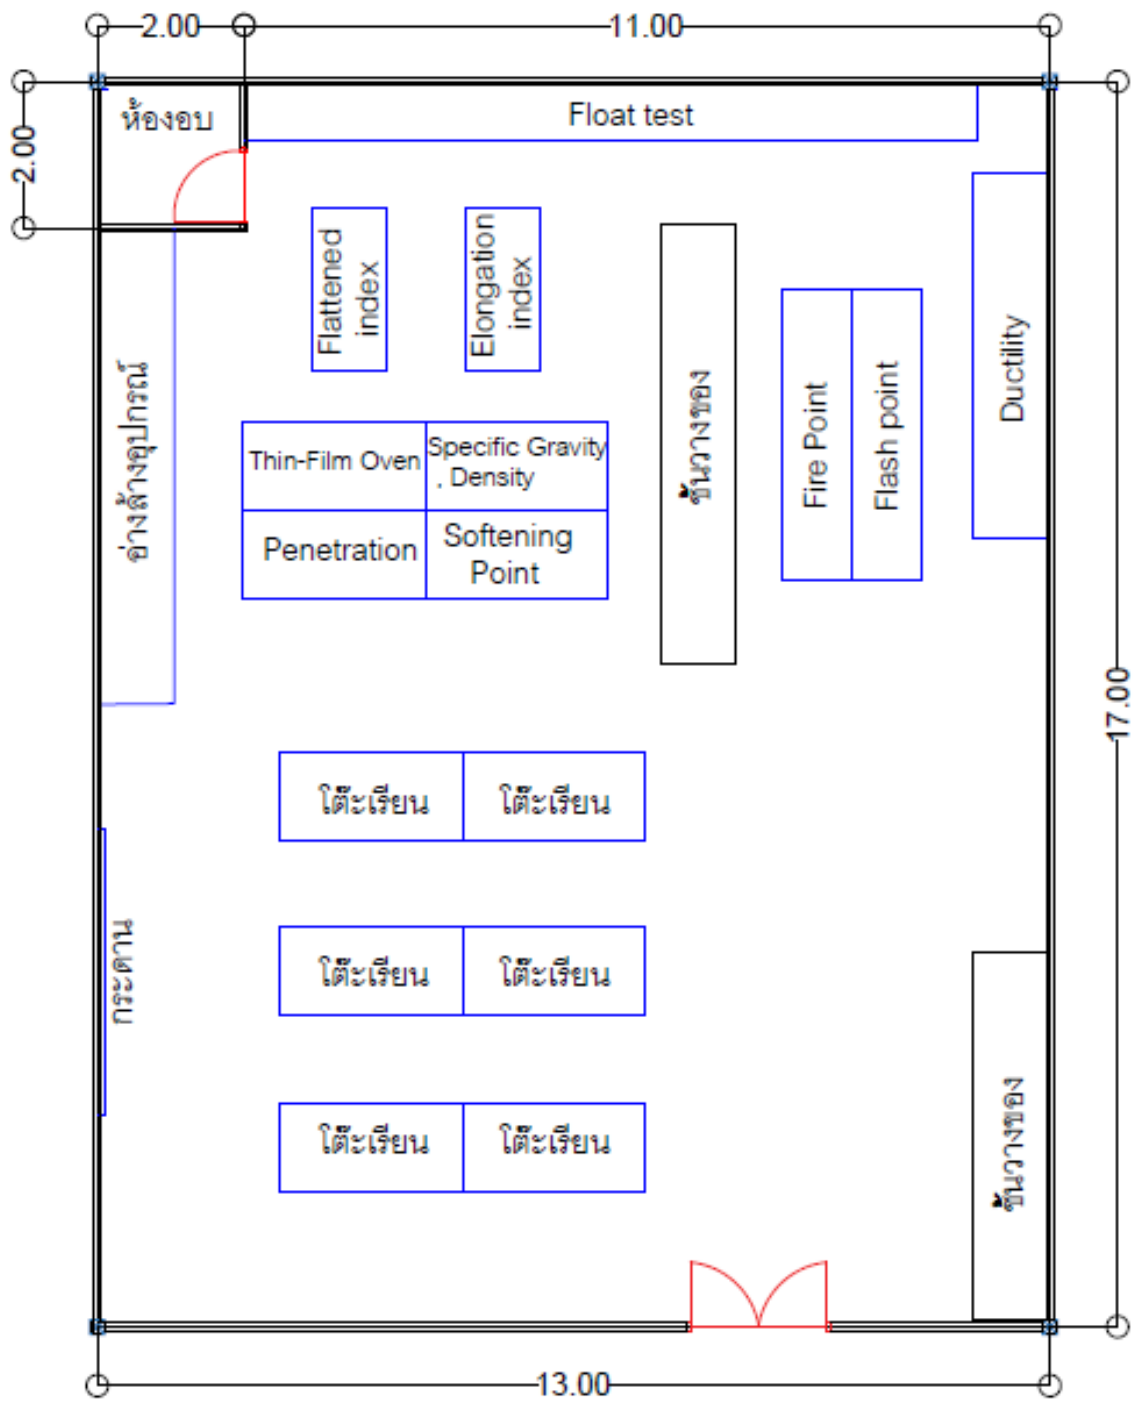 2.00
11.00
ห้องอบ
Float test
2.00
Flattened
index
Elongation
index
ชั้นวางของ
Fire Point
Flash point
Ductility
อ่างล้างอุปกรณ์
Thin-Film Oven
Specific Gravity
, Density
Penetration
Softening
Point
17.00
โต๊ะเรียน
โต๊ะเรียน
กระดาน
โต๊ะเรียน
โต๊ะเรียน
ชั้นวางของ
โต๊ะเรียน
โต๊ะเรียน
13.00